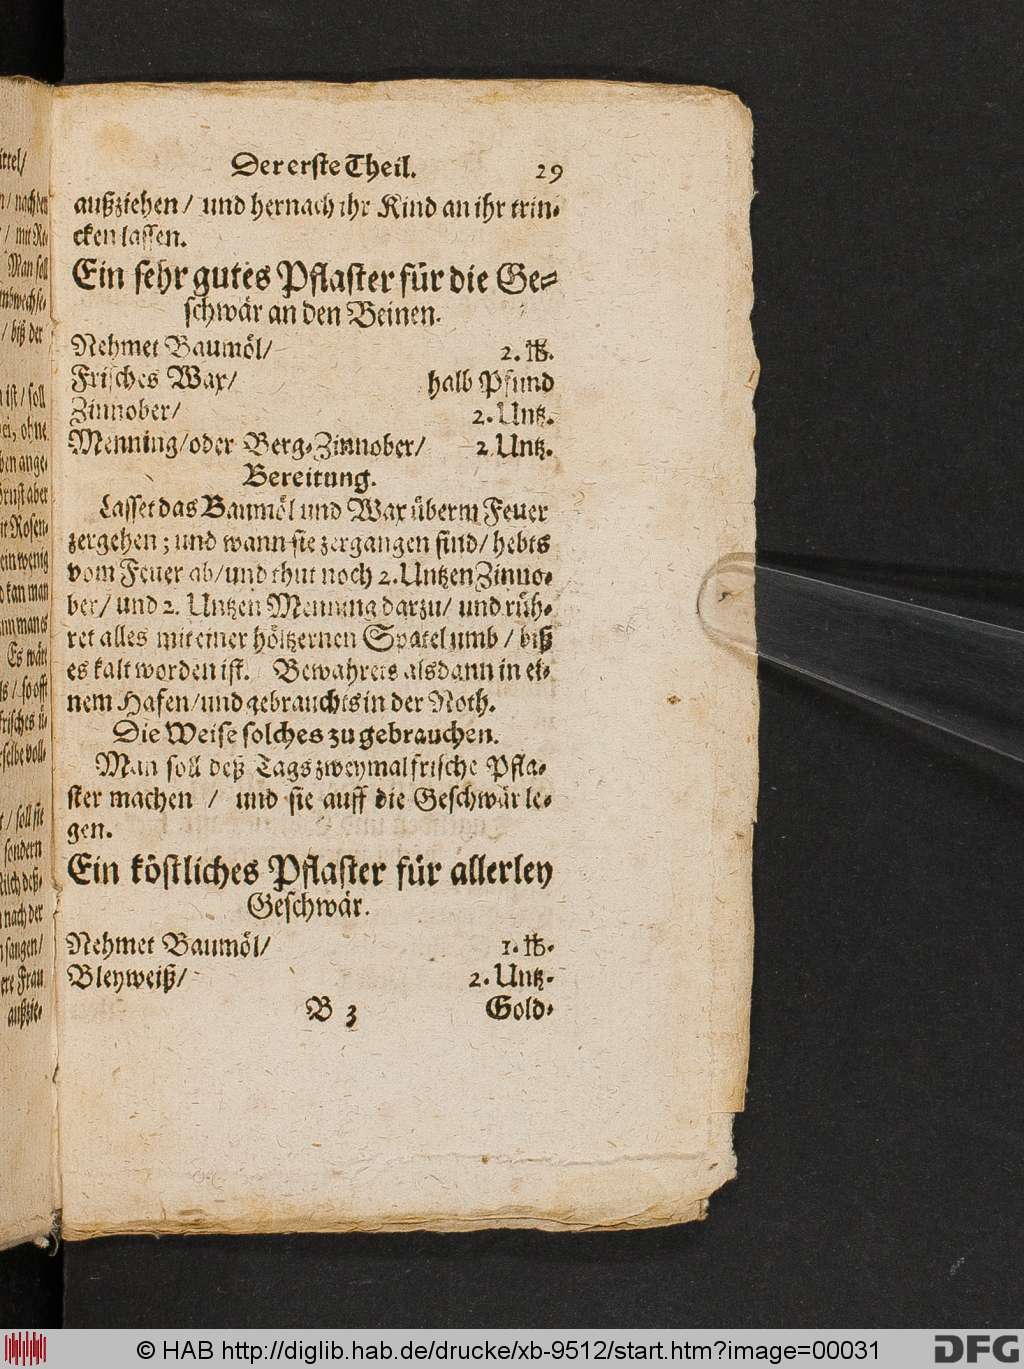 Der erste Theil. 29
außziehen / und hernach ihr Kind an ihr trin-
cken lassen.
Ein sehr gutes Pflaster für die Ge-
schwär an den Beinen.
Nehmet Baumöl/ 2. ℔.
Frisches Wax/ halb Pfund
Zinnober/ 2. Untz.
Menning/oder Berg-Zinnober/ 2 Untz.
Bereitung.
Lasset das Baumöl und Wax überm Feuer
zergehen; und wann sie zergangen sind/ hebts
vom Feuer ab/und thut noch 2. Untzen Zinno-
ber/ und 2. Untzen Mennung darzu/ und rüh-
ret alles mit einer höltzernen Spatel umb / biß
es kalt worden ist. Bewahrets alsdann in ei-
nem Hafen/und gebrauchts in der Noth.
Die Weise solches zu gebrauchen.
Man soll deß Tags zweymal frische Pfla-
ster machen / und sie auff die Geschwär le-
gen.
Ein köstliches Pflaster für allerley
Geschwär.
Nehmet Baumöl/ 1. ℔.
Bleyweiß/ 2. Untz.
B 3 Gold-
© HAB http://diglib.hab.de/drucke/xb-9512/start.htm?image=00031
DFG